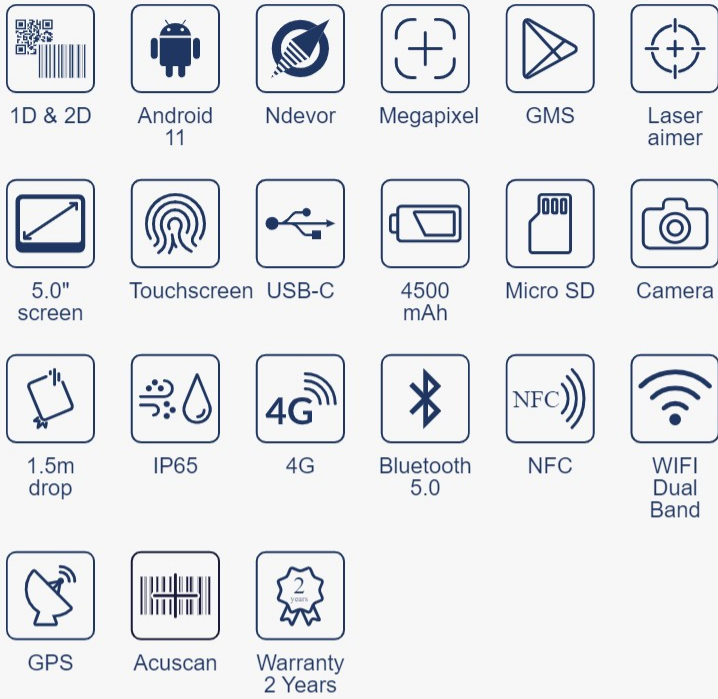 1D & 2D
Android
11
Ndevor
Megapixel
GMS
Laser
aimer
5.0"
screen
Touchscreen
USB-C
4500
mAh
Micro SD
Camera
4G
NFC
1.5m
drop
IP65
4G
Bluetooth
5.0
NFC
WIFI
Dual
Band
2
years
GPS
Acuscan
Warranty
2 Years